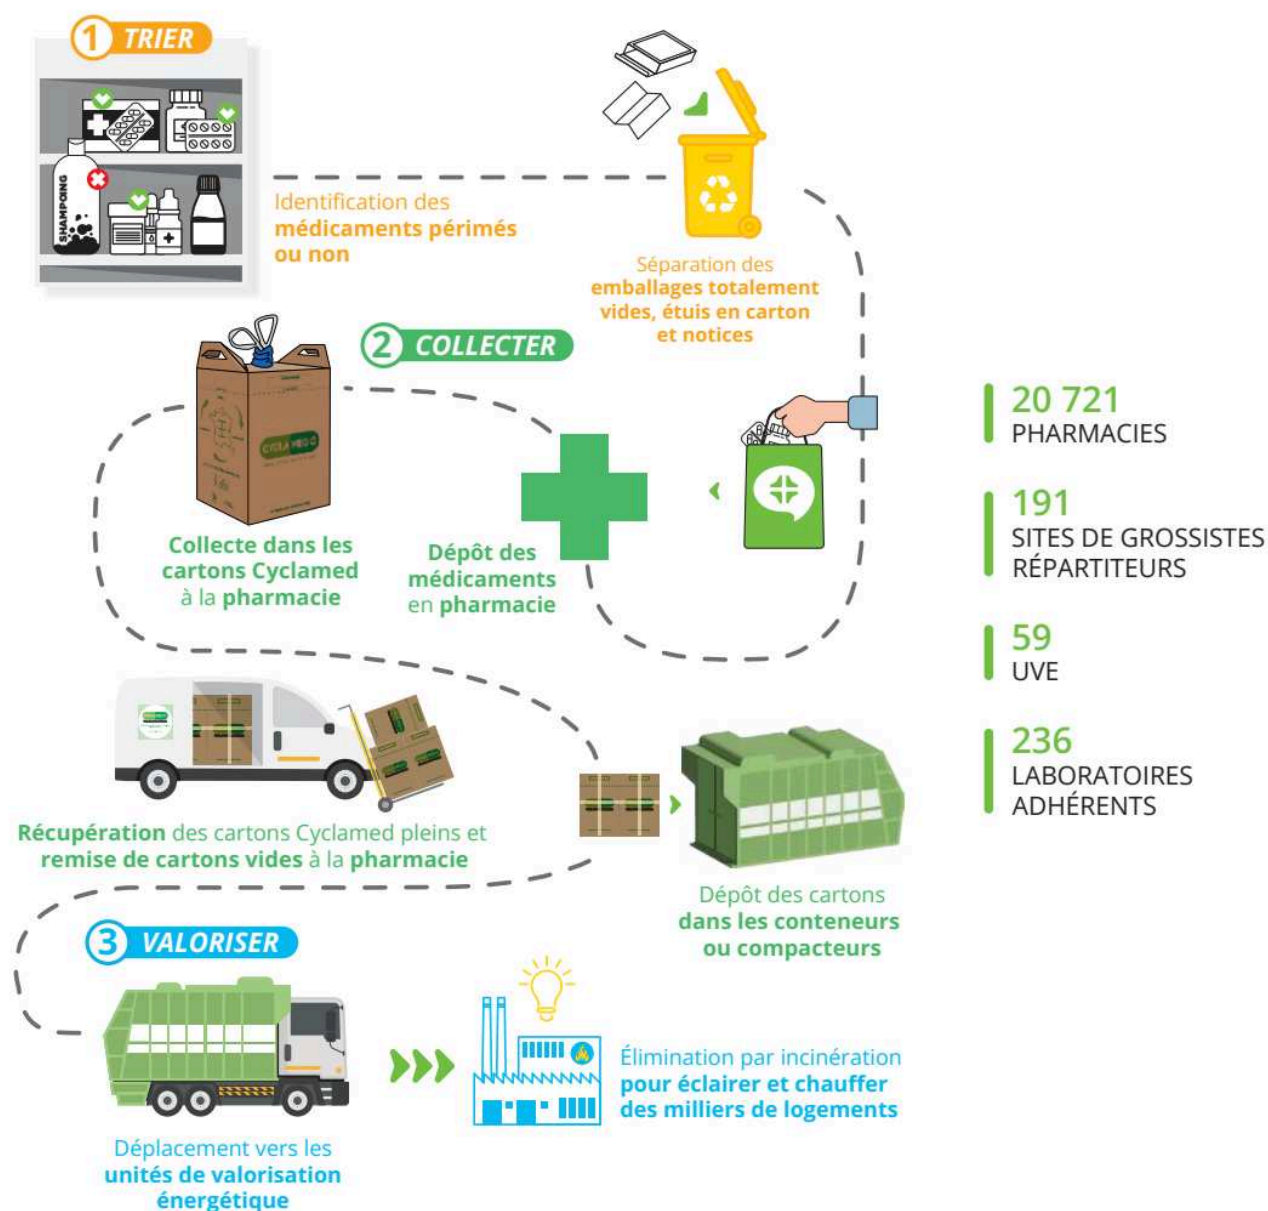 1 TRIER
SHAMPOING
Identification des
médicaments périmés
ou non
Séparation des
emballages totalement
vides, étuis en carton
et notices
2 COLLECTER
CYCLAMED
Collecte dans les
cartons Cyclamed
à la pharmacie
Dépôt des
médicaments
en pharmacie
Récupération des cartons Cyclamed pleins et
remise de cartons vides à la pharmacie
Dépôt des cartons
dans les conteneurs
ou compacteurs
3 VALORISER
Déplacement vers les
unités de valorisation
énergétique
Élimination par incinération
pour éclairer et chauffer
des milliers de logements
20 721
PHARMACIES
191
SITES DE GROSSISTES
RÉPARTITEURS
59
UVE
236
LABORATOIRES
ADHÉRENTS